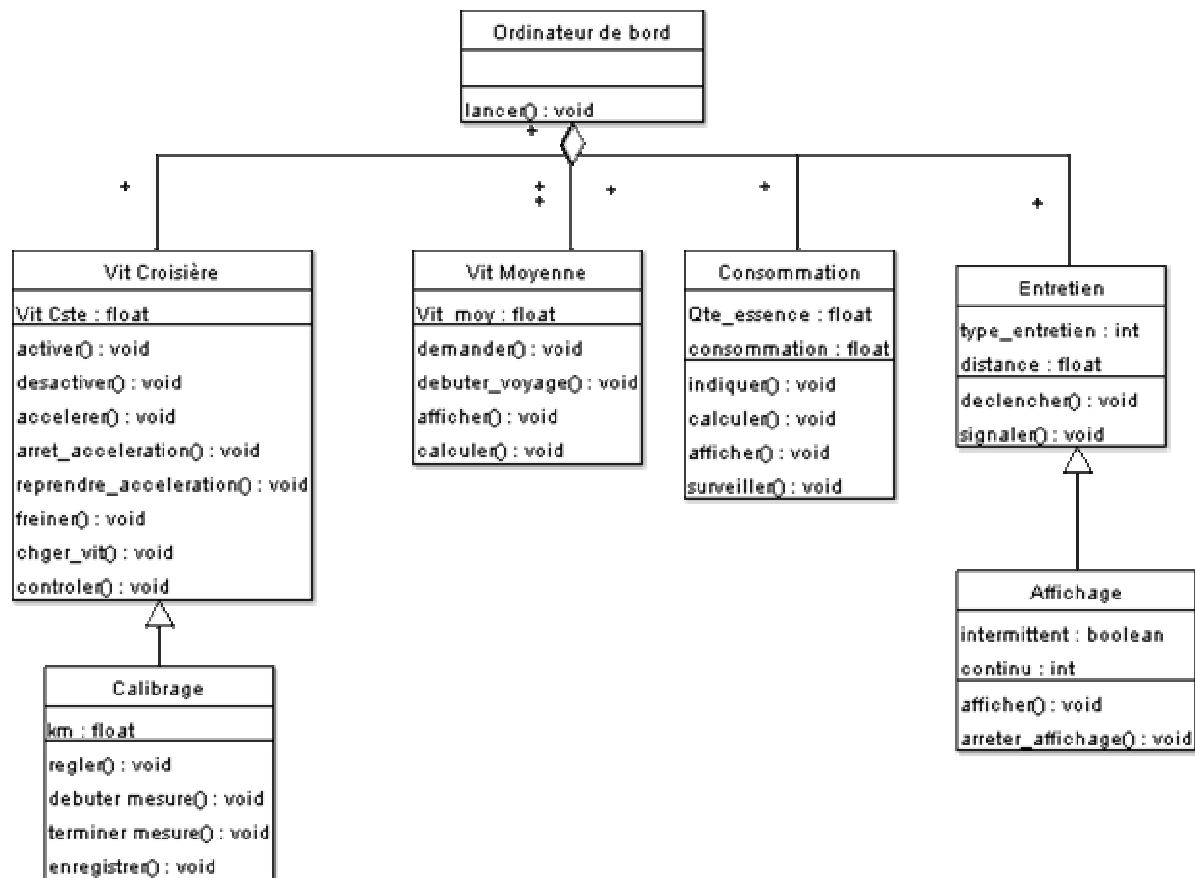 Ordinateur de bord
lancer() : void
+
+
+
+
+
+
+
Vit Croisière
Vit Cste : float
activer() : void
desactiver() : void
accelerer() : void
arret_acceleration() : void
reprendre_acceleration() : void
freiner() : void
chger_vit() : void
controler() : void
Vit Moyenne
Vit_moy : float
demander() : void
debuter_voyage() : void
afficher() : void
calculer() : void
Consommation
Qte_essence : float
consommation : float
indiquer() : void
calculer() : void
afficher() : void
surveiller() : void
Entretien
type_entretien : int
distance : float
declencher() : void
signaler() : void
Calibrage
km : float
regler() : void
debuter mesure() : void
terminer mesure() : void
enregistrer() : void
Affichage
intermittent : boolean
continu : int
afficher() : void
arreter_affichage() : void